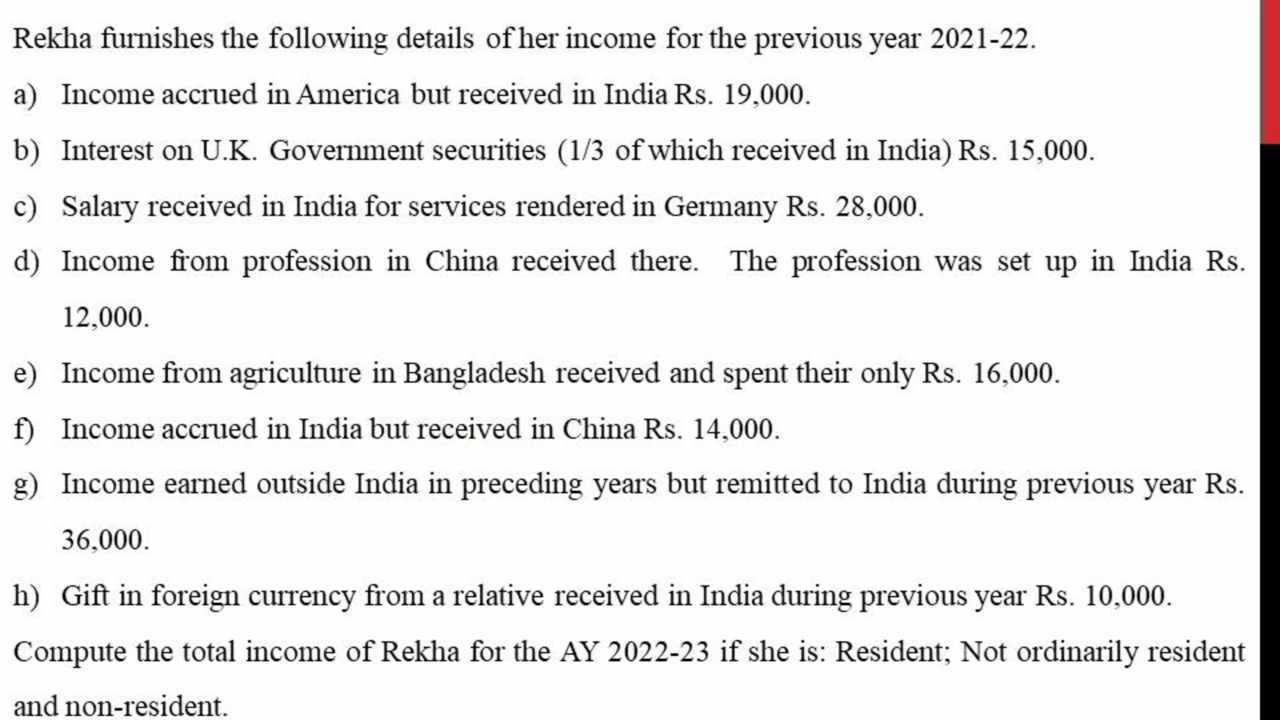 Rekha furnishes the following details of her income for the previous year 2021-22.
a) Income accrued in America but received in India Rs. 19,000.
b) Interest on U.K. Government securities (1/3 of which received in India) Rs. 15,000.
c) Salary received in India for services rendered in Germany Rs. 28,000.
d) Income from profession in China received there. The profession was set up in India Rs.
12,000.
e) Income from agriculture in Bangladesh received and spent their only Rs. 16,000.
f) Income accrued in India but received in China Rs. 14,000.
g) Income earned outside India in preceding years but remitted to India during previous year Rs.
36,000.
h) Gift in foreign currency from a relative received in India during previous year Rs. 10,000.
Compute the total income of Rekha for the AY 2022-23 if she is: Resident; Not ordinarily resident
and non-resident.